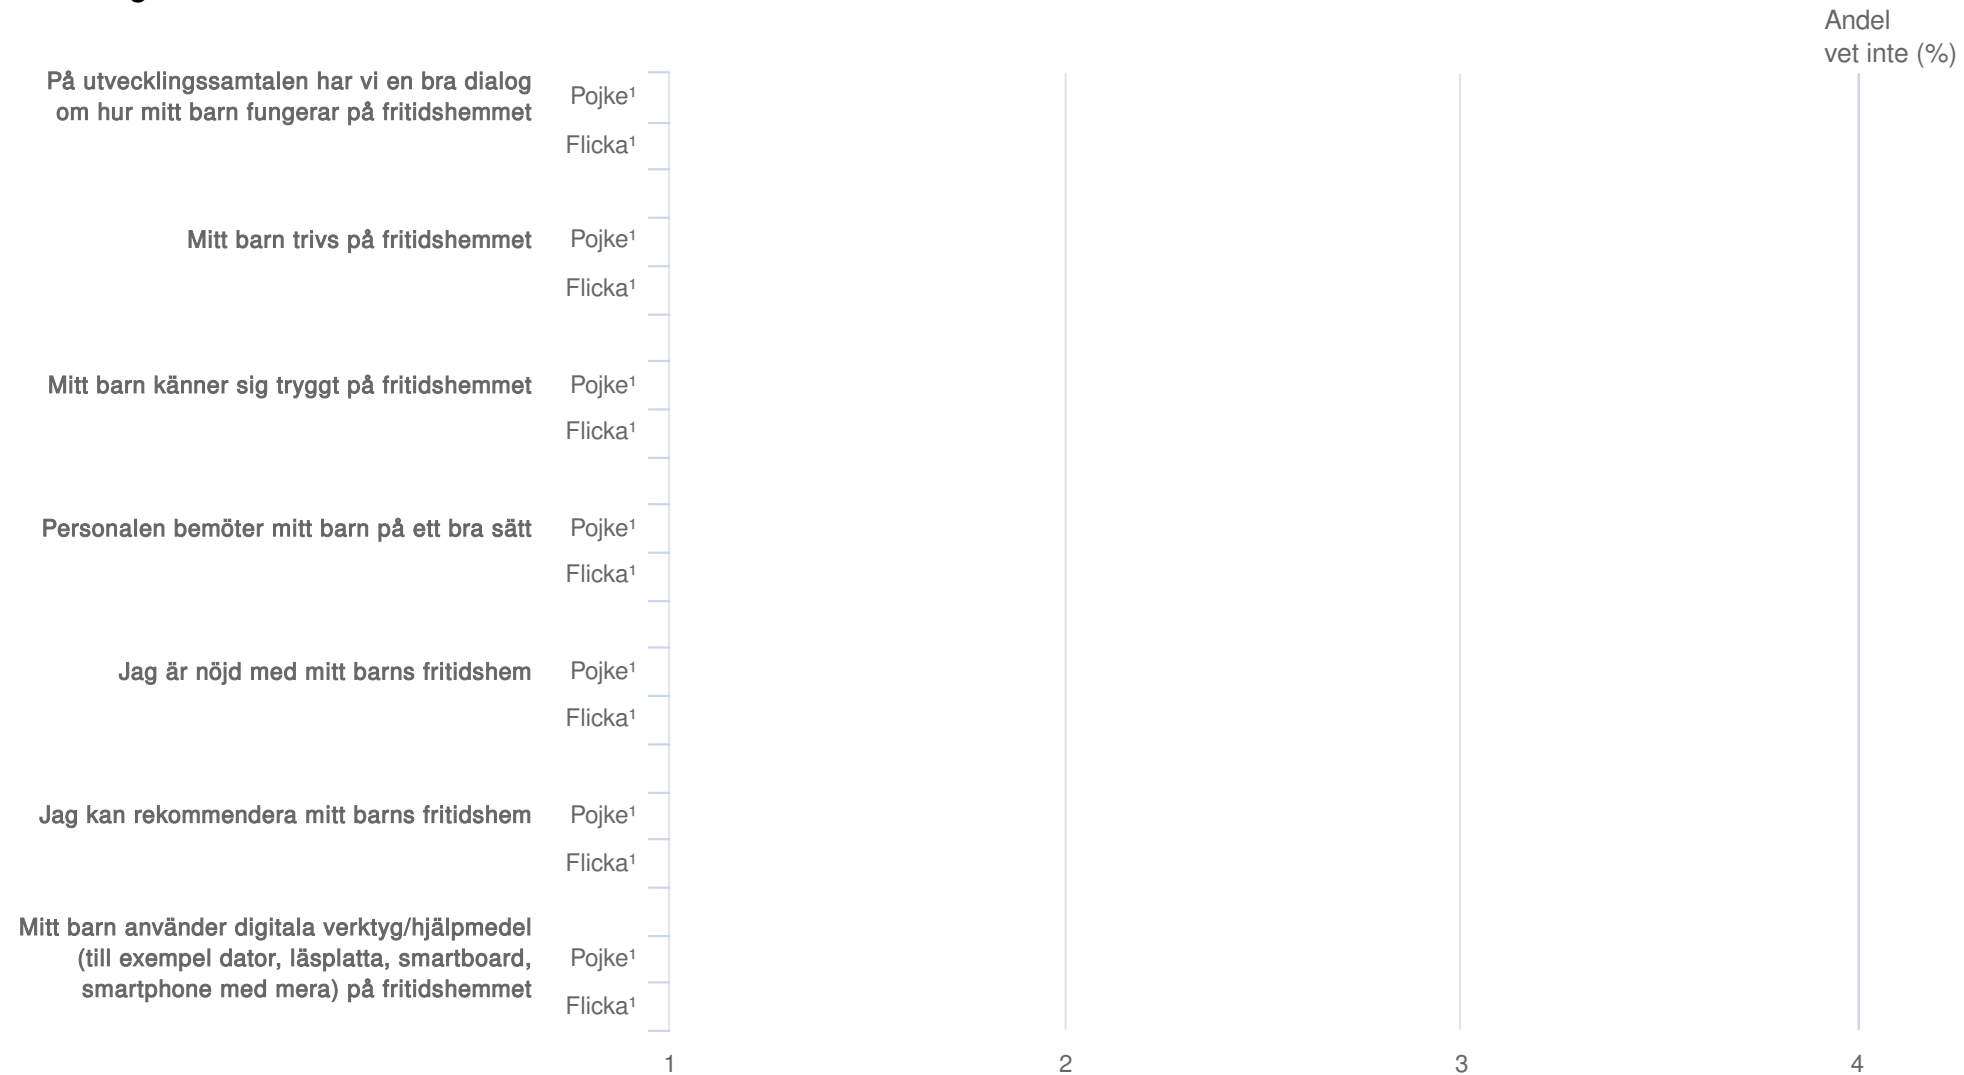 Andel
vet inte (%)
På utvecklingssamtalen har vi en bra dialog
om hur mitt barn fungerar på fritidshemmet
Pojke¹
Flicka¹
Mitt barn trivs på fritidshemmet
Pojke¹
Flicka¹
Mitt barn känner sig tryggt på fritidshemmet
Pojke¹
Flicka¹
Personalen bemöter mitt barn på ett bra sätt
Pojke¹
Flicka¹
Jag är nöjd med mitt barns fritidshem
Pojke¹
Flicka¹
Jag kan rekommendera mitt barns fritidshem
Pojke¹
Flicka¹
Mitt barn använder digitala verktyg/hjälpmedel
(till exempel dator, läsplatta, smartboard,
smartphone med mera) på fritidshemmet
Pojke¹
Flicka¹
1 2 3 4